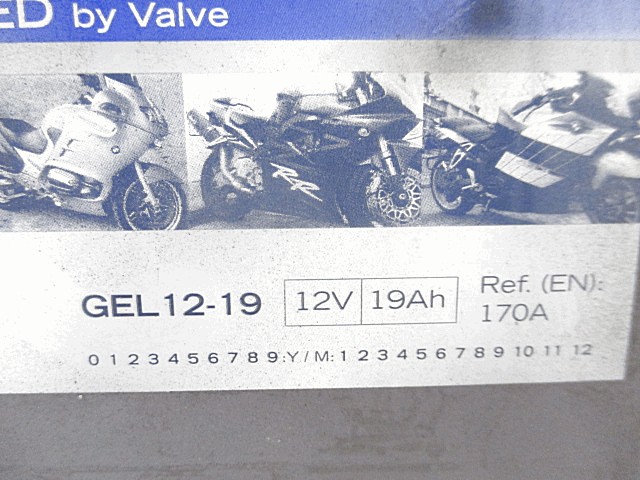 ED by Valve
RR
GEL12-19 12V 19Ah Ref. (EN):
170A
0 1 2 3 4 5 6 7 8 9 :Y / M: 1 2 3 4 5 6 7 8 9 10 11 12